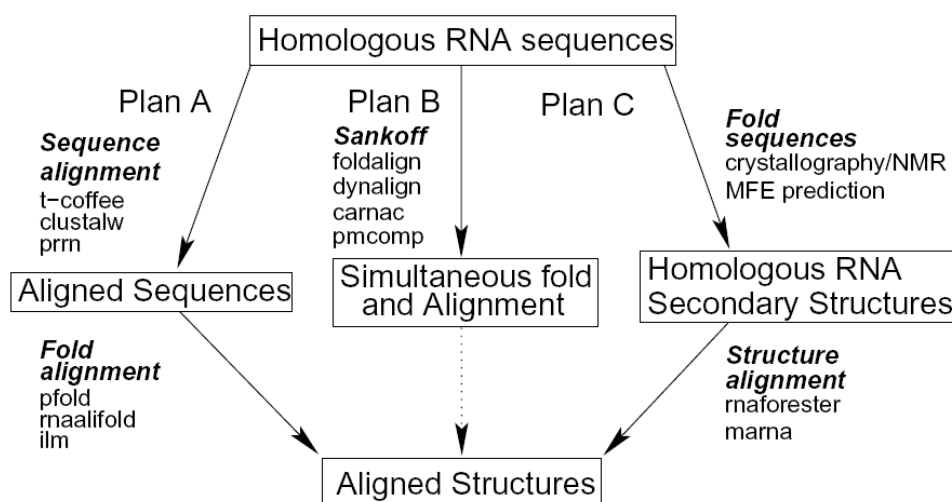 Homologous RNA sequences
Plan A
Sequence
alignment
t−coffee
clustalw
prrn
Plan B
Sankoff
foldalign
dynalign
carnac
pmcomp
Plan C
Fold
sequences
crystallography/NMR
MFE prediction
Aligned Sequences
Simultaneous fold
and Alignment
Homologous RNA
Secondary Structures
Fold
alignment
pfold
rnaalifold
ilm
Structure
alignment
rnaforester
marna
Aligned Structures